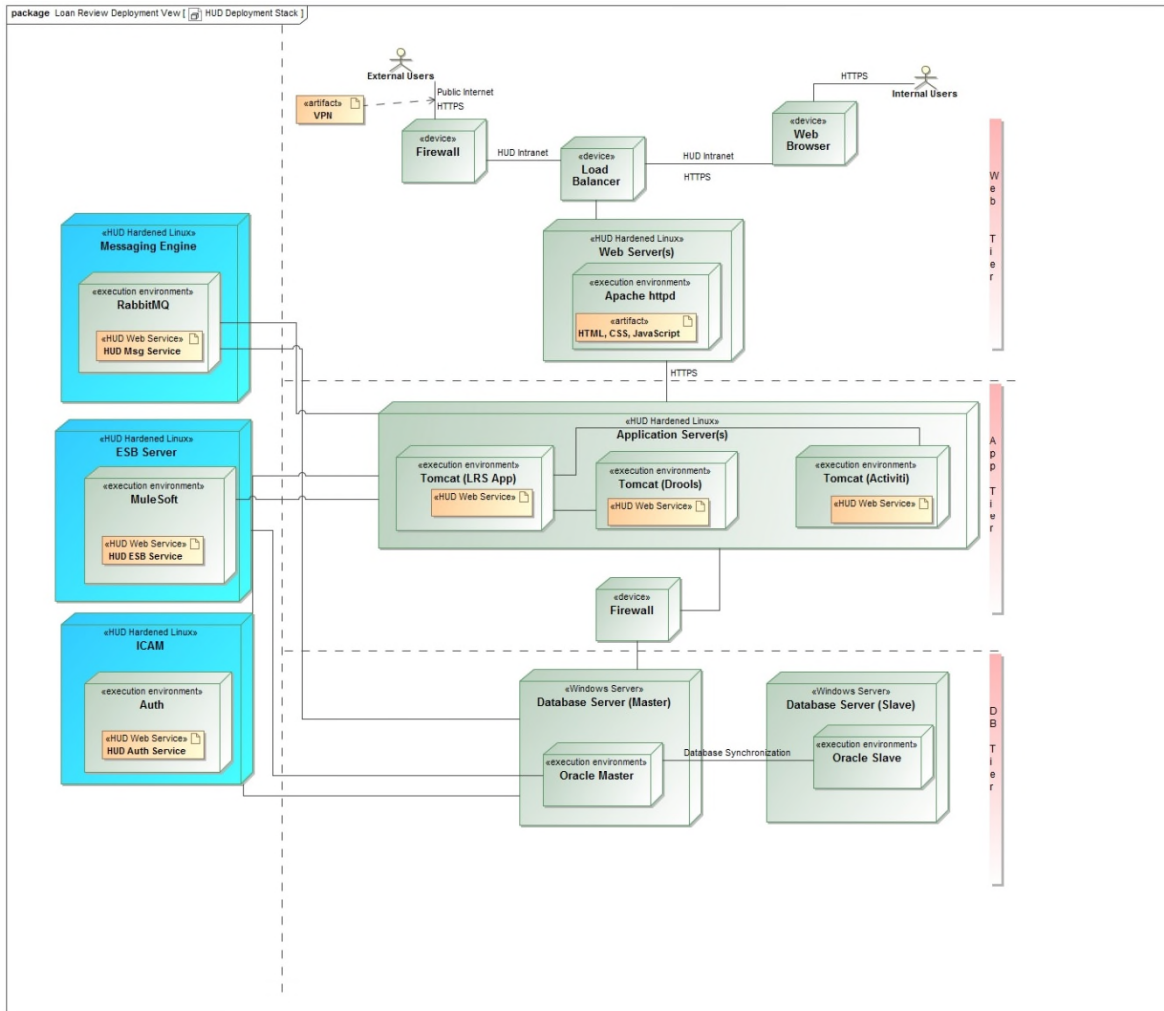 package Loan Review Deployment Vew [ HUD Deployment Stack ]
External Users
Public Internet
HTTPS
«artifact»
VPN
HTTPS
Internal Users
«device»
Firewall
HUD Intranet
«device»
Load
Balancer
HUD Intranet
HTTPS
«device»
Web
Browser
Web Tier
«HUD Hardened Linux»
Web Server(s)
«execution environment»
Apache httpd
«artifact»
HTML, CSS, JavaScript
HTTPS
«HUD Hardened Linux»
Messaging Engine
«execution environment»
RabbitMQ
«HUD Web Service»
HUD Msg Service
«HUD Hardened Linux»
ESB Server
«execution environment»
MuleSoft
«HUD Web Service»
HUD ESB Service
«HUD Hardened Linux»
ICAM
«execution environment»
Auth
«HUD Web Service»
HUD Auth Service
«HUD Hardened Linux»
Application Server(s)
«execution environment»
Tomcat (LRS App)
«HUD Web Service»
«execution environment»
Tomcat (Drools)
«HUD Web Service»
«execution environment»
Tomcat (Activiti)
«HUD Web Service»
App Tier
«device»
Firewall
«Windows Server»
Database Server (Master)
«execution environment»
Oracle Master
Database Synchronization
«Windows Server»
Database Server (Slave)
«execution environment»
Oracle Slave
DB Tier